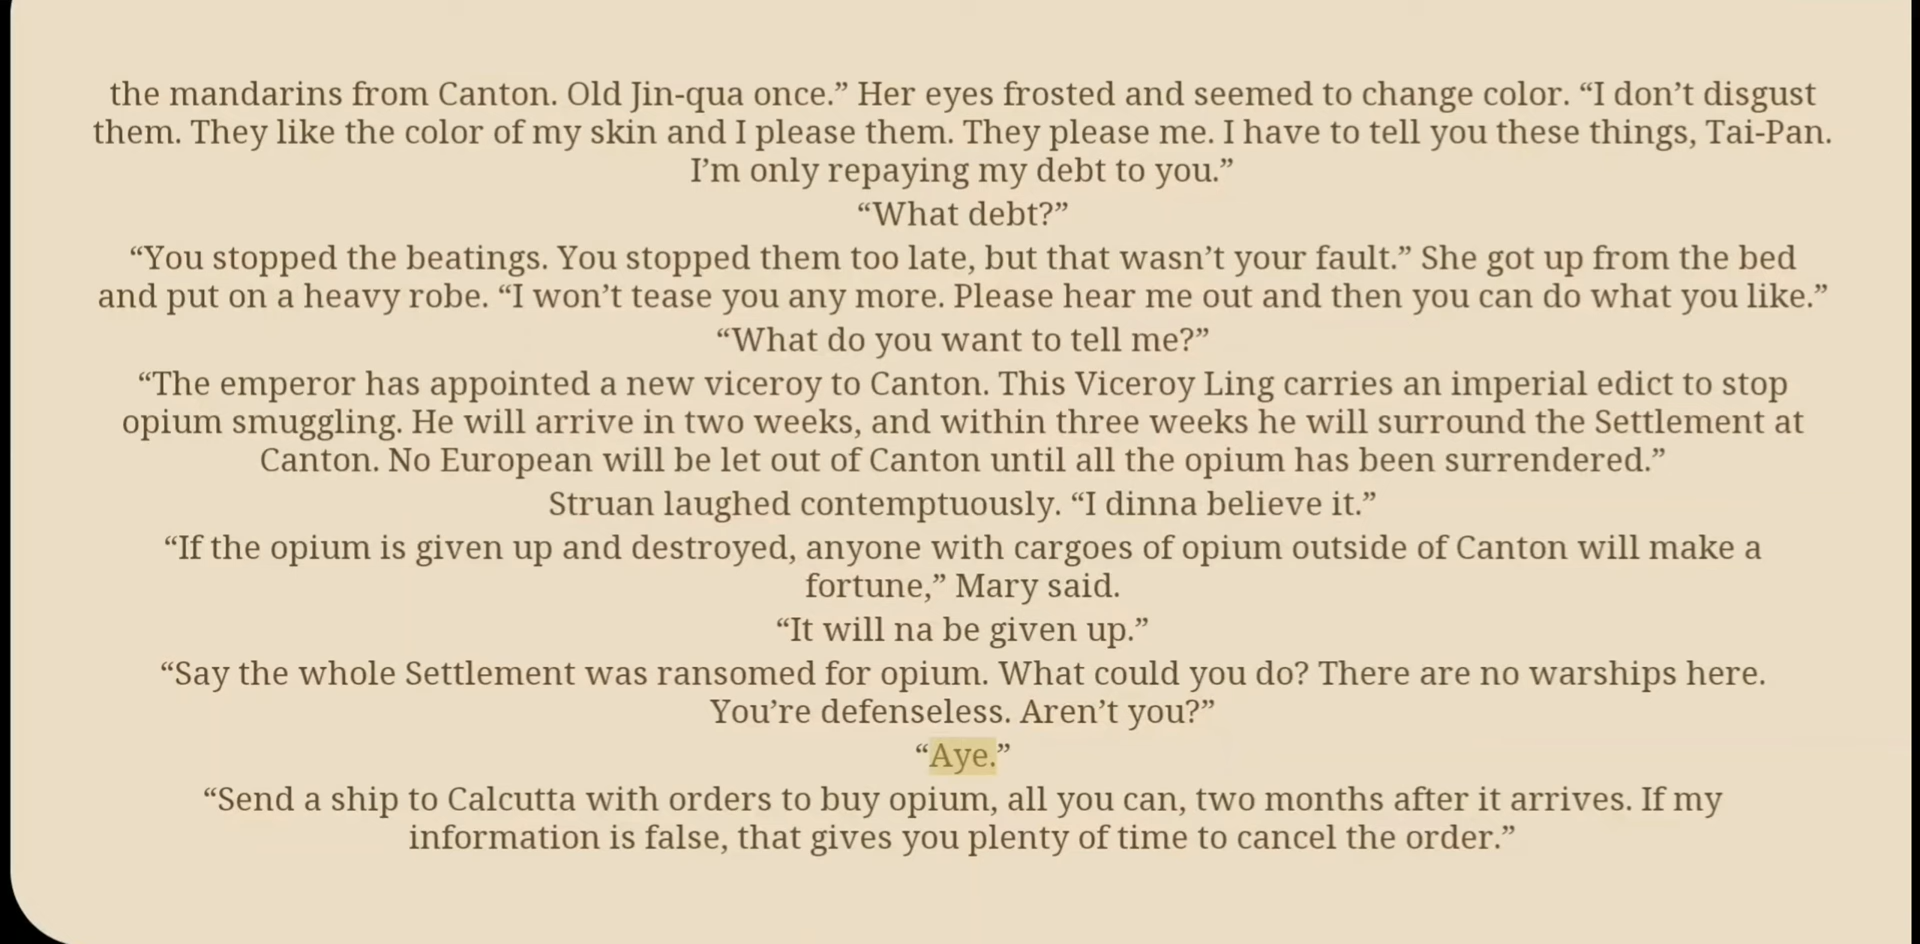 the mandarins from Canton. Old Jin-qua once.” Her eyes frosted and seemed to change color. “I don’t disgust
them. They like the color of my skin and I please them. They please me. I have to tell you these things, Tai-Pan.
I’m only repaying my debt to you.”
“What debt?”
“You stopped the beatings. You stopped them too late, but that wasn’t your fault.” She got up from the bed
and put on a heavy robe. “I won’t tease you any more. Please hear me out and then you can do what you like.”
“What do you want to tell me?”
“The emperor has appointed a new viceroy to Canton. This Viceroy Ling carries an imperial edict to stop
opium smuggling. He will arrive in two weeks, and within three weeks he will surround the Settlement at
Canton. No European will be let out of Canton until all the opium has been surrendered.”
Struan laughed contemptuously. “I dinna believe it.”
“If the opium is given up and destroyed, anyone with cargoes of opium outside of Canton will make a
fortune,” Mary said.
“It will na be given up.”
“Say the whole Settlement was ransomed for opium. What could you do? There are no warships here.
You’re defenseless. Aren’t you?”
“Aye.”
“Send a ship to Calcutta with orders to buy opium, all you can, two months after it arrives. If my
information is false, that gives you plenty of time to cancel the order.”